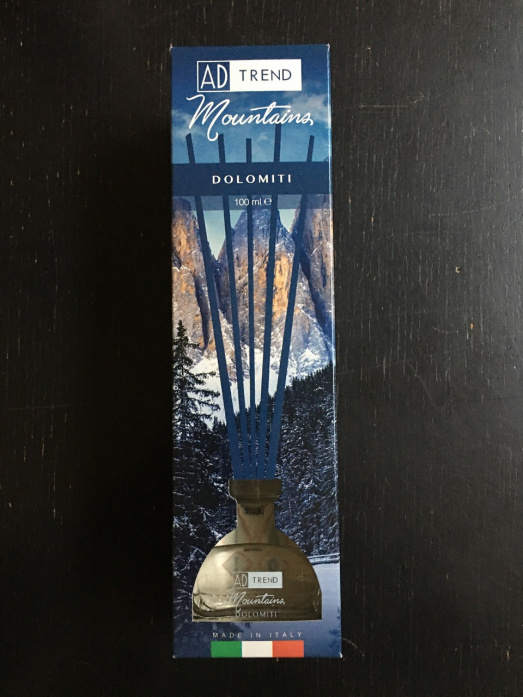 AD TREND
Mountains
DOLOMITI
100 ml ℮
AD TREND
Mountains
DOLOMITI
MADE IN ITALY